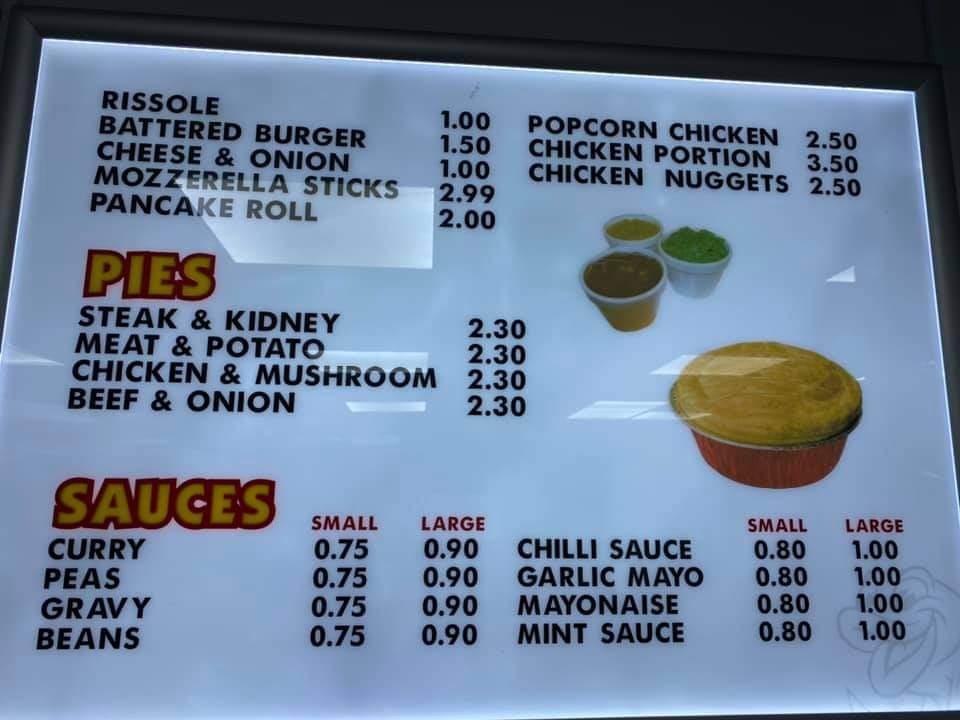 RISSOLE 1.00
BATTERED BURGER 1.50
CHEESE & ONION 1.00
MOZZERELLA STICKS 2.99
PANCAKE ROLL 2.00
POPCORN CHICKEN 2.50
CHICKEN PORTION 3.50
CHICKEN NUGGETS 2.50
PIES
STEAK & KIDNEY 2.30
MEAT & POTATO 2.30
CHICKEN & MUSHROOM 2.30
BEEF & ONION 2.30
SAUCES
SMALL LARGE
CURRY 0.75 0.90
PEAS 0.75 0.90
GRAVY 0.75 0.90
BEANS 0.75 0.90
SMALL LARGE
CHILLI SAUCE 0.80 1.00
GARLIC MAYO 0.80 1.00
MAYONAISE 0.80 1.00
MINT SAUCE 0.80 1.00